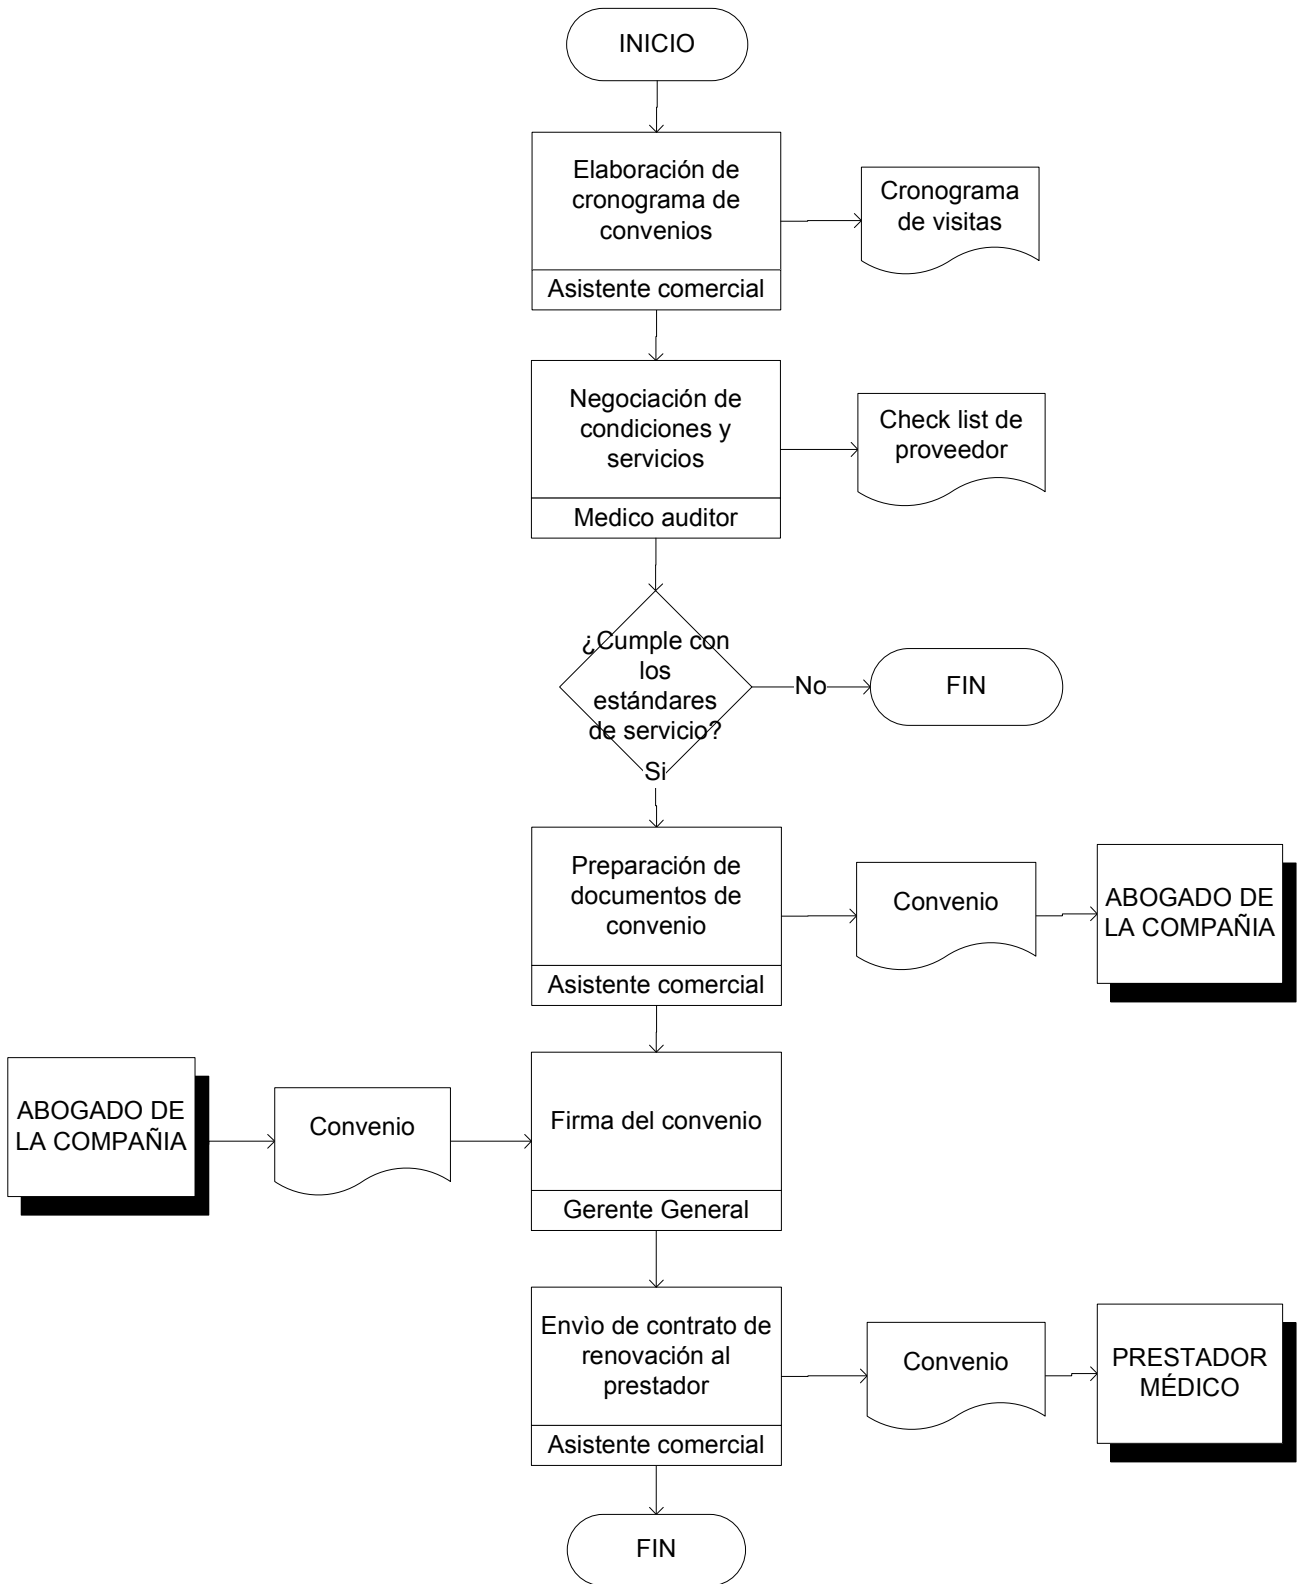 INICIO
Elaboración de
cronograma de
convenios
Asistente comercial
Cronograma
de visitas
Negociación de
condiciones y
servicios
Medico auditor
Check list de
proveedor
¿Cumple con
los
estándares
de servicio?
No
FIN
Si
Preparación de
documentos de
convenio
Asistente comercial
Convenio
ABOGADO DE
LA COMPAÑIA
ABOGADO DE
LA COMPAÑIA
Convenio
Firma del convenio
Gerente General
Envìo de contrato de
renovación al
prestador
Asistente comercial
Convenio
PRESTADOR
MÉDICO
FIN